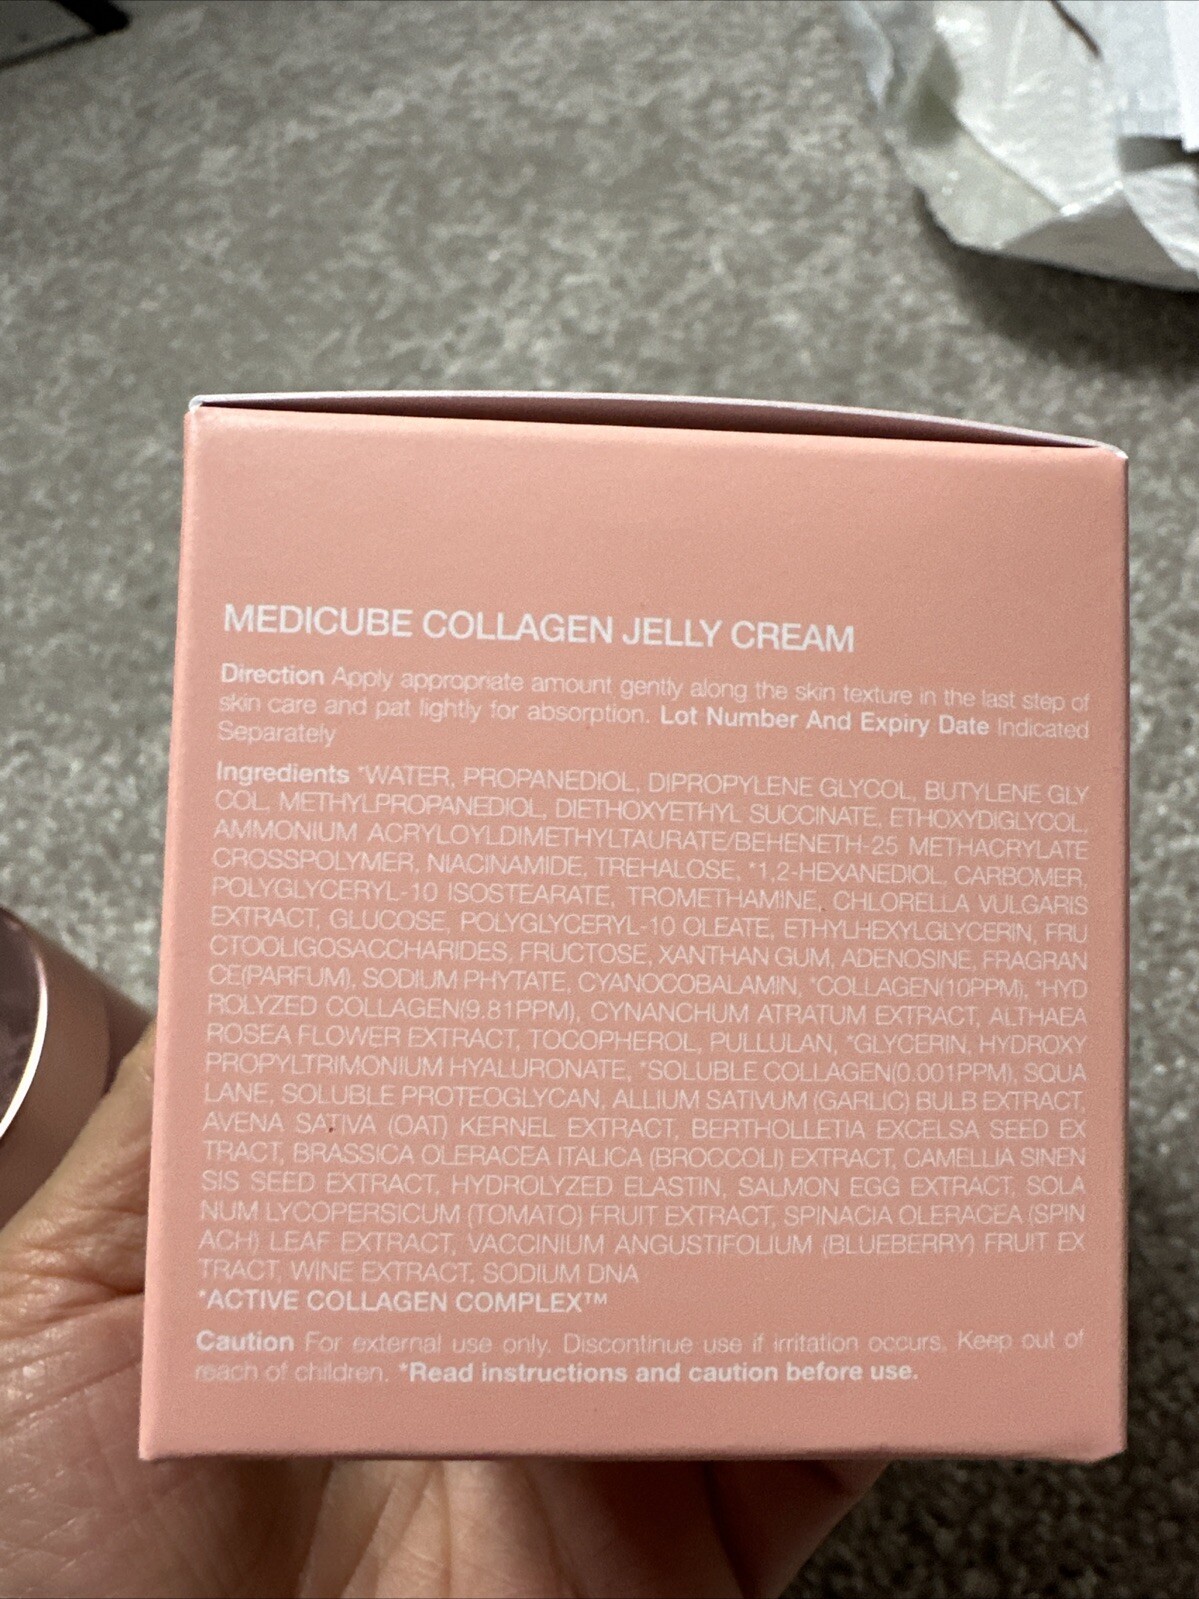 MEDICUBE COLLAGEN JELLY CREAM
Direction Apply appropriate amount gently along the skin texture in the last step of
skin care and pat lightly for absorption. Lot Number And Expiry Date Indicated
Separately
Ingredients *WATER, PROPANEDIOL, DIPROPYLENE GLYCOL, BUTYLENE GLY
COL, METHYLPROPANEDIOL, DIETHOXYETHYL SUCCINATE, ETHOXYDIGLYCOL,
AMMONIUM ACRYLOYLDIMETHYLTAURATE/BEHENETH-25 METHACRYLATE
CROSSPOLYMER, NIACINAMIDE, TREHALOSE, *1,2-HEXANEDIOL, CARBOMER,
POLYGLYCERYL-10 ISOSTEARATE, TROMETHAMINE, CHLORELLA VULGARIS
EXTRACT, GLUCOSE, POLYGLYCERYL-10 OLEATE, ETHYLHEXYLGLYCERIN, FRU
CTOOLIGOSACCHARIDES, FRUCTOSE, XANTHAN GUM, ADENOSINE, FRAGRAN
CE(PARFUM), SODIUM PHYTATE, CYANOCOBALAMIN, *COLLAGEN(10PPM), *HYD
ROLYZED COLLAGEN(9.81PPM), CYNANCHUM ATRATUM EXTRACT, ALTHAEA
ROSEA FLOWER EXTRACT, TOCOPHEROL, PULLULAN, *GLYCERIN, HYDROXY
PROPYLTRIMONIUM HYALURONATE, *SOLUBLE COLLAGEN(0.001PPM), SQUA
LANE, SOLUBLE PROTEOGLYCAN, ALLIUM SATIVUM (GARLIC) BULB EXTRACT,
AVENA SATIVA (OAT) KERNEL EXTRACT, BERTHOLLETIA EXCELSA SEED EX
TRACT, BRASSICA OLERACEA ITALICA (BROCCOLI) EXTRACT, CAMELLIA SINEN
SIS SEED EXTRACT, HYDROLYZED ELASTIN, SALMON EGG EXTRACT, SOLA
NUM LYCOPERSICUM (TOMATO) FRUIT EXTRACT, SPINACIA OLERACEA (SPIN
ACH) LEAF EXTRACT, VACCINIUM ANGUSTIFOLIUM (BLUEBERRY) FRUIT EX
TRACT, WINE EXTRACT. SODIUM DNA
*ACTIVE COLLAGEN COMPLEX™
Caution For external use only. Discontinue use if irritation occurs. Keep out of
reach of children. *Read instructions and caution before use.